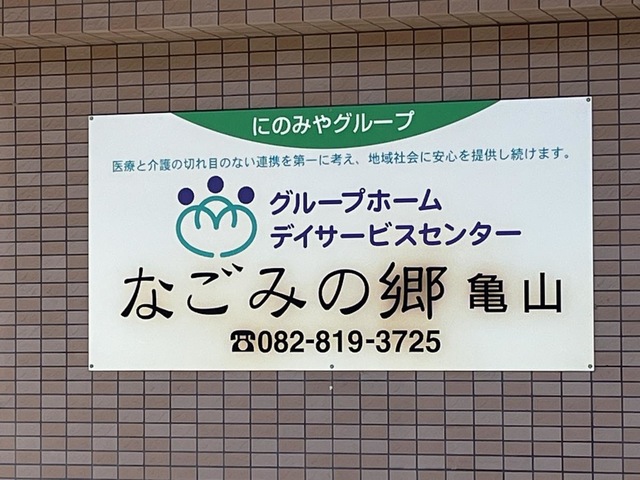 にのみやグループ
医療と介護の切れ目のない連携を第一に考え、地域社会に安心を提供し続けます。
グループホーム
デイサービスセンター
なごみの郷 亀山
☎082-819-3725